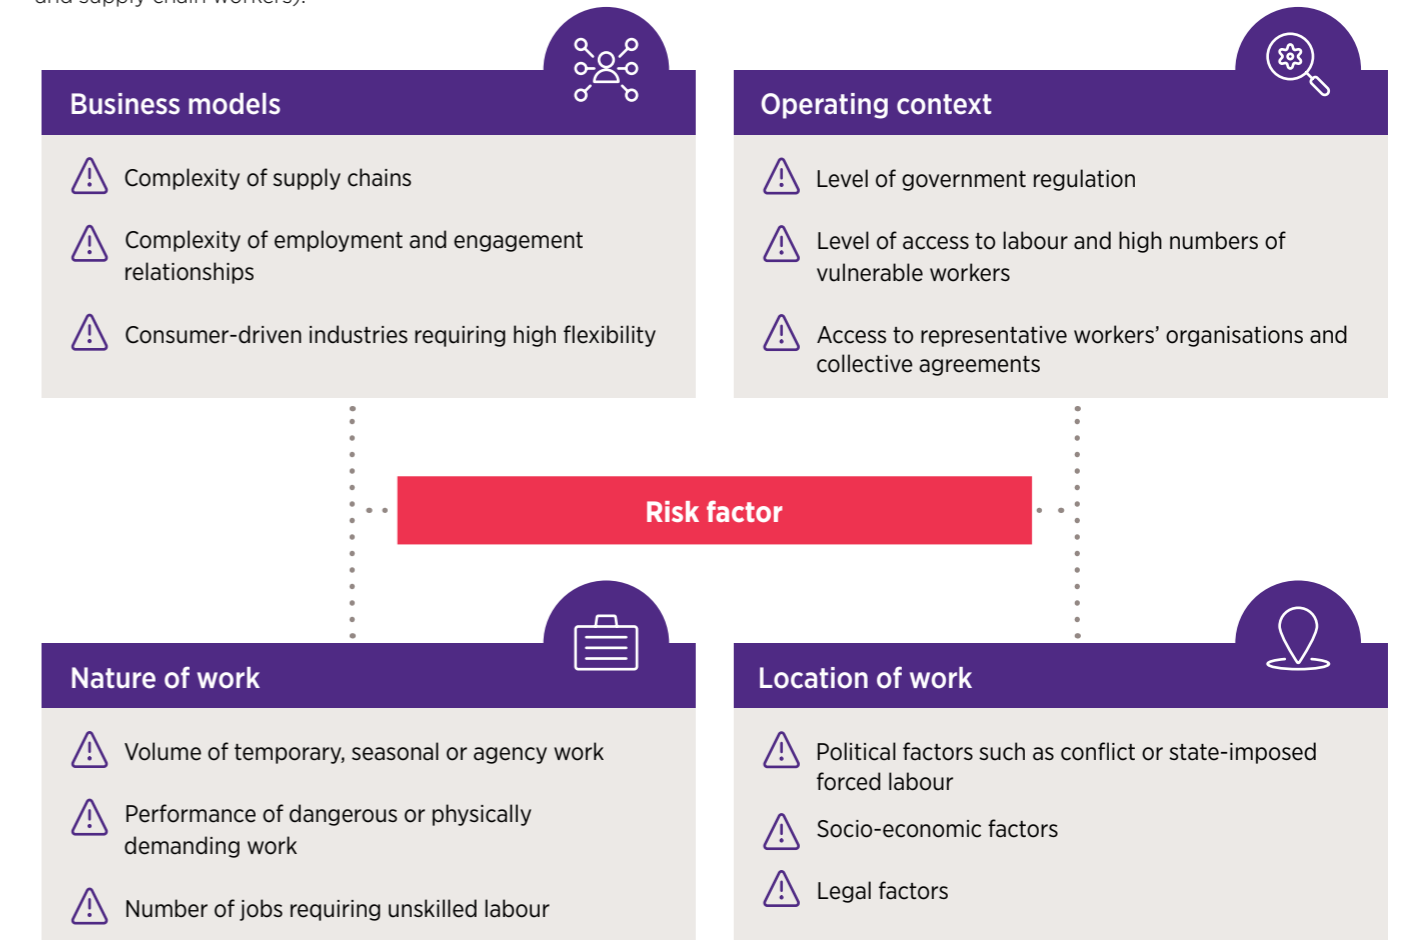 and supply chain workers).
Business models
Complexity of supply chains
Complexity of employment and engagement
relationships
Consumer-driven industries requiring high flexibility
Operating context
Level of government regulation
Level of access to labour and high numbers of
vulnerable workers
Access to representative workers’ organisations and
collective agreements
Risk factor
Nature of work
Volume of temporary, seasonal or agency work
Performance of dangerous or physically
demanding work
Number of jobs requiring unskilled labour
Location of work
Political factors such as conflict or state-imposed
forced labour
Socio-economic factors
Legal factors